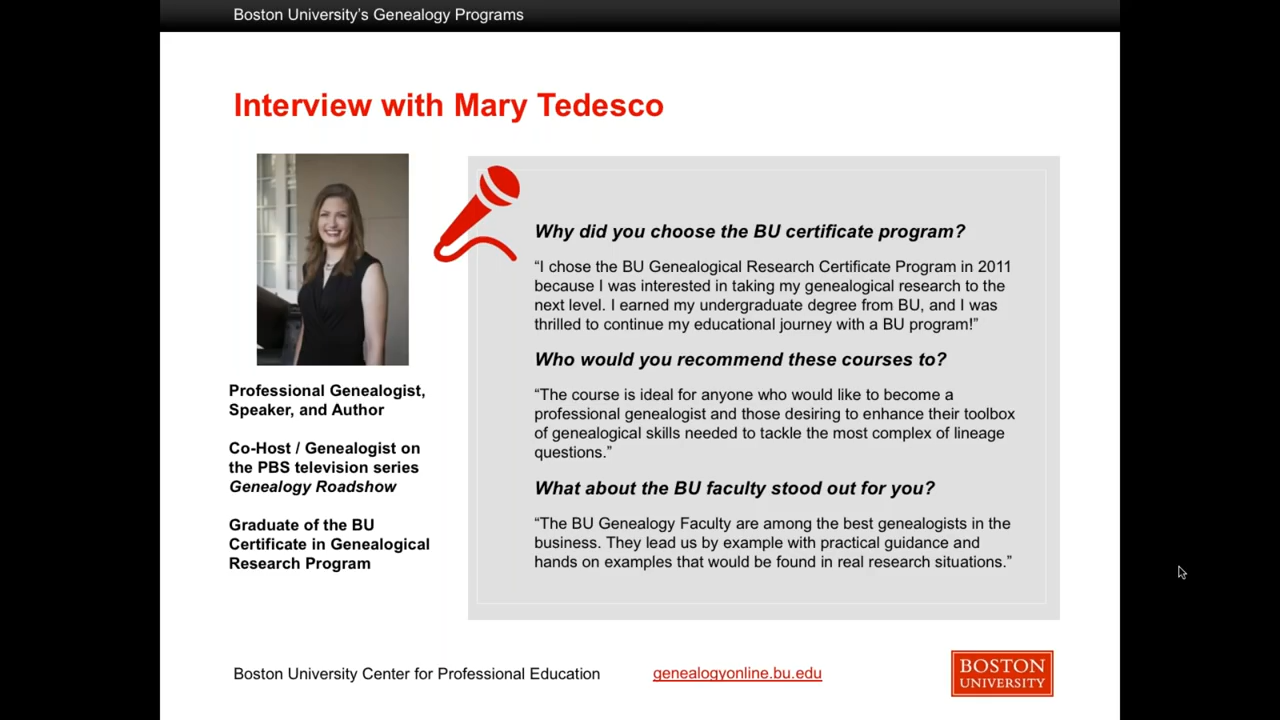 Boston University’s Genealogy Programs
Interview with Mary Tedesco
Professional Genealogist,
Speaker, and Author
Co-Host / Genealogist on
the PBS television series
Genealogy Roadshow
Graduate of the BU
Certificate in Genealogical
Research Program
Why did you choose the BU certificate program?
“I chose the BU Genealogical Research Certificate Program in 2011
because I was interested in taking my genealogical research to the
next level. I earned my undergraduate degree from BU, and I was
thrilled to continue my educational journey with a BU program!”
Who would you recommend these courses to?
“The course is ideal for anyone who would like to become a
professional genealogist and those desiring to enhance their toolbox
of genealogical skills needed to tackle the most complex of lineage
questions.”
What about the BU faculty stood out for you?
“The BU Genealogy Faculty are among the best genealogists in the
business. They lead us by example with practical guidance and
hands on examples that would be found in real research situations.”
Boston University Center for Professional Education
genealogyonline.bu.edu
BOSTON
UNIVERSITY